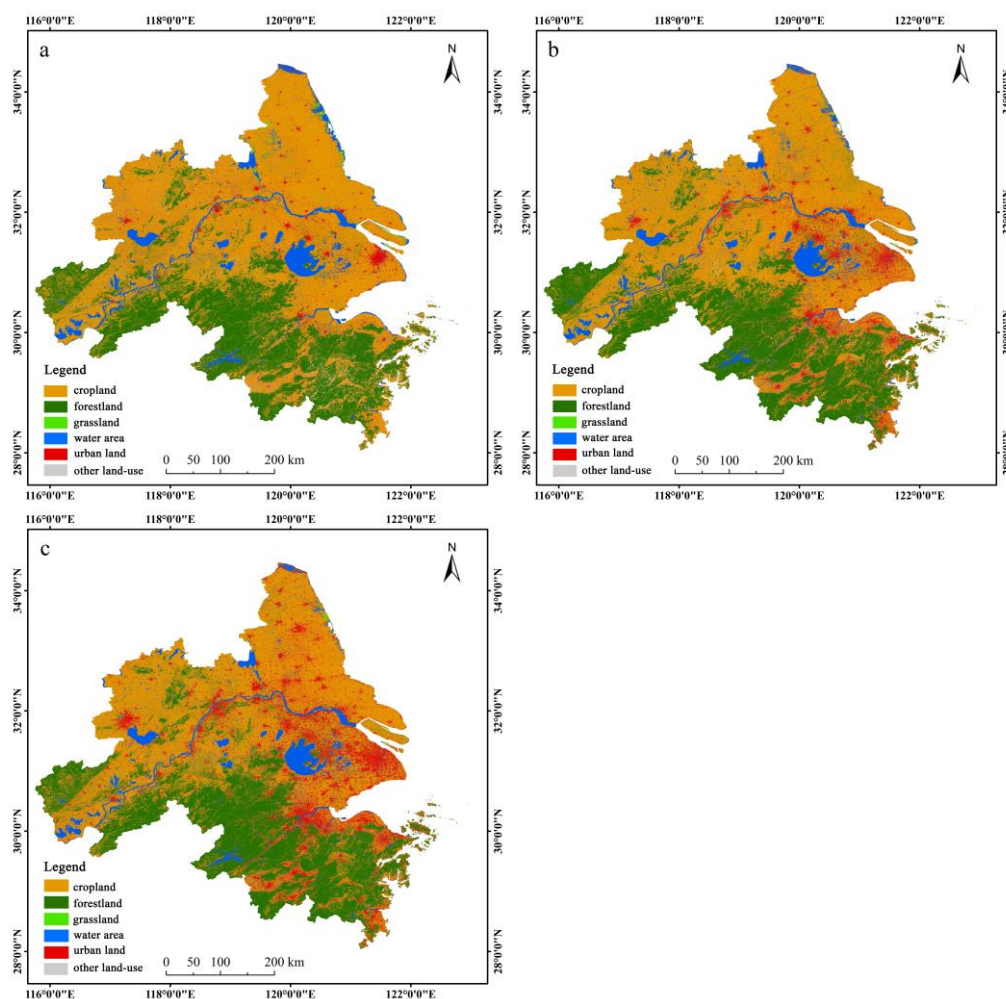 116°0'0"E 118°0'0"E 120°0'0"E 122°0'0"E
a
N
34°0'0"N
32°0'0"N
30°0'0"N
28°0'0"N
Legend
cropland
forestland
grassland
water area
urban land
other land-use
0 50 100 200 km
116°0'0"E 118°0'0"E 120°0'0"E 122°0'0"E
116°0'0"E 118°0'0"E 120°0'0"E 122°0'0"E
b
N
Legend
cropland
forestland
grassland
water area
urban land
other land-use
0 50 100 200 km
116°0'0"E 118°0'0"E 120°0'0"E 122°0'0"E
c
N
34°0'0"N
34°0'0"N
32°0'0"N
32°0'0"N
30°0'0"N
30°0'0"N
28°0'0"N
28°0'0"N
Legend
cropland
forestland
grassland
water area
urban land
other land-use
0 50 100 200 km
116°0'0"E 118°0'0"E 120°0'0"E 122°0'0"E